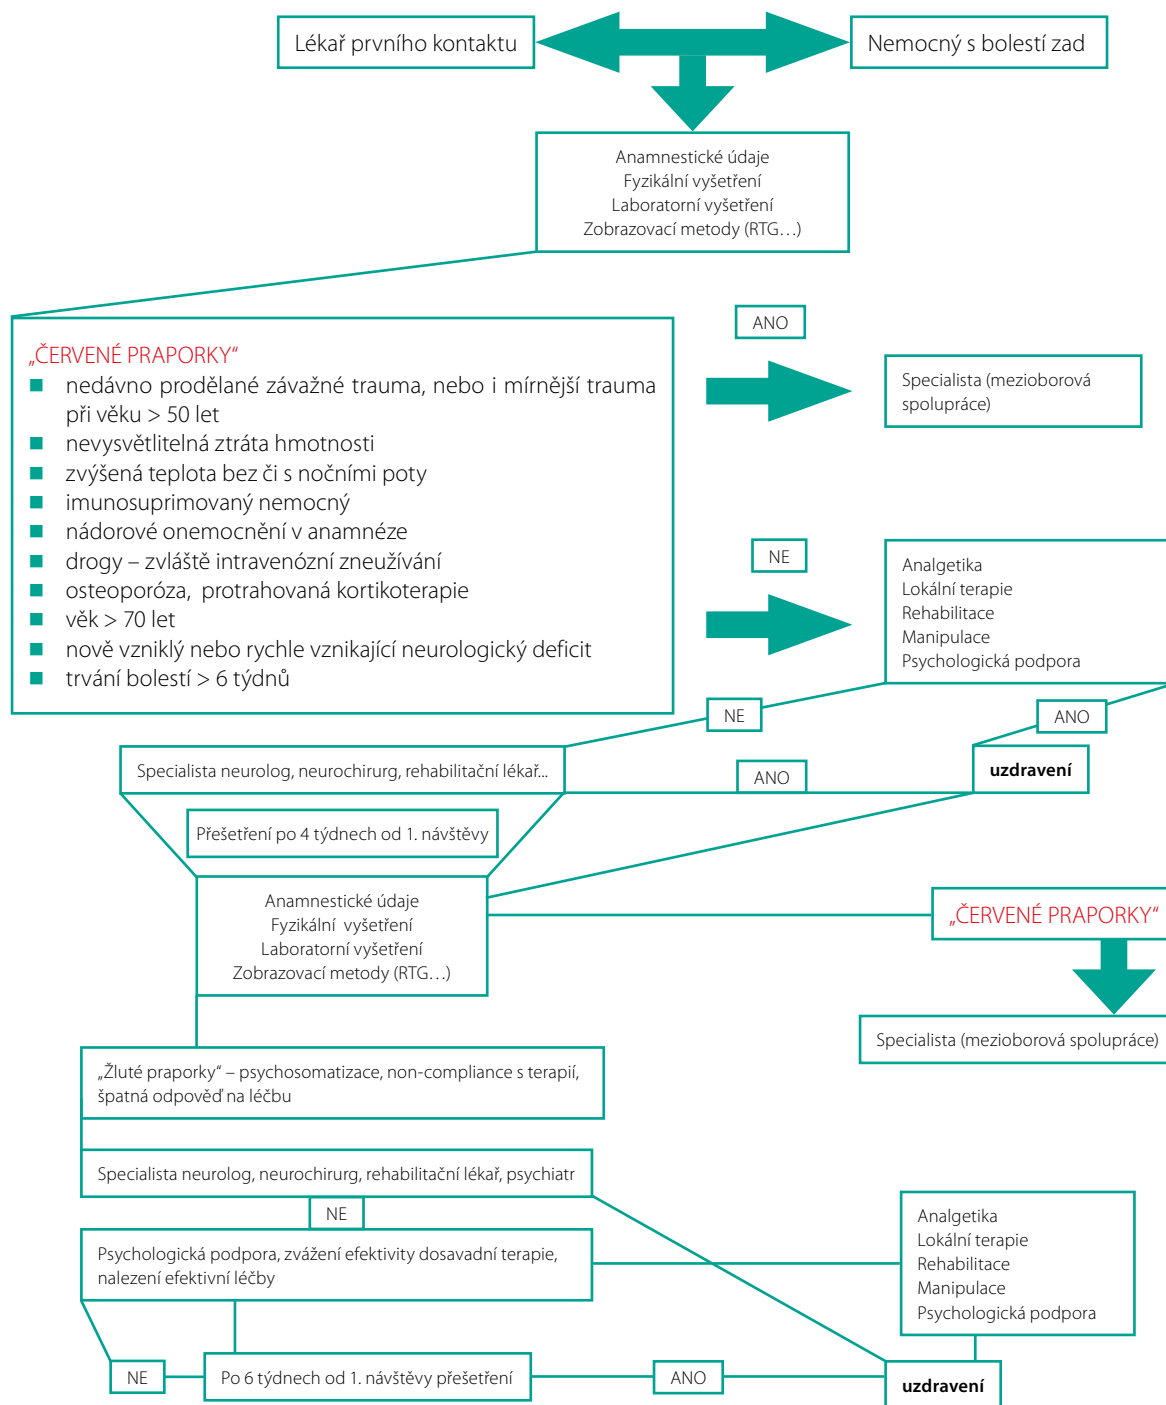 Lékař prvního kontaktu
Nemocný s bolestí zad
Anamnestické údaje
Fyzikální vyšetření
Laboratorní vyšetření
Zobrazovací metody (RTG…)
„ČERVENÉ PRAPORKY“
■ nedávno prodělané závažné trauma, nebo i mírnější trauma
při věku > 50 let
■ nevysvětlitelná ztráta hmotnosti
■ zvýšená teplota bez či s nočními poty
■ imunosuprimovaný nemocný
■ nádorové onemocnění v anamnéze
■ drogy – zvláště intravenózní zneužívání
■ osteoporóza, protrahovaná kortikoterapie
■ věk > 70 let
■ nově vzniklý nebo rychle vznikající neurologický deficit
■ trvání bolestí > 6 týdnů
ANO
Specialista (mezioborová
spolupráce)
NE
Analgetika
Lokální terapie
Rehabilitace
Manipulace
Psychologická podpora
NE
ANO
Specialista neurolog, neurochirurg, rehabilitační lékař...
ANO
uzdravení
Přešetření po 4 týdnech od 1. návštěvy
Anamnestické údaje
Fyzikální vyšetření
Laboratorní vyšetření
Zobrazovací metody (RTG…)
„ČERVENÉ PRAPORKY“
Specialista (mezioborová spolupráce)
„Žluté praporky“ – psychosomatizace, non-compliance s terapií,
špatná odpověď na léčbu
Specialista neurolog, neurochirurg, rehabilitační lékař, psychiatr
NE
Psychologická podpora, zvážení efektivity dosavadní terapie,
nalezení efektivní léčby
Analgetika
Lokální terapie
Rehabilitace
Manipulace
Psychologická podpora
NE
Po 6 týdnech od 1. návštěvy přešetření
ANO
uzdravení